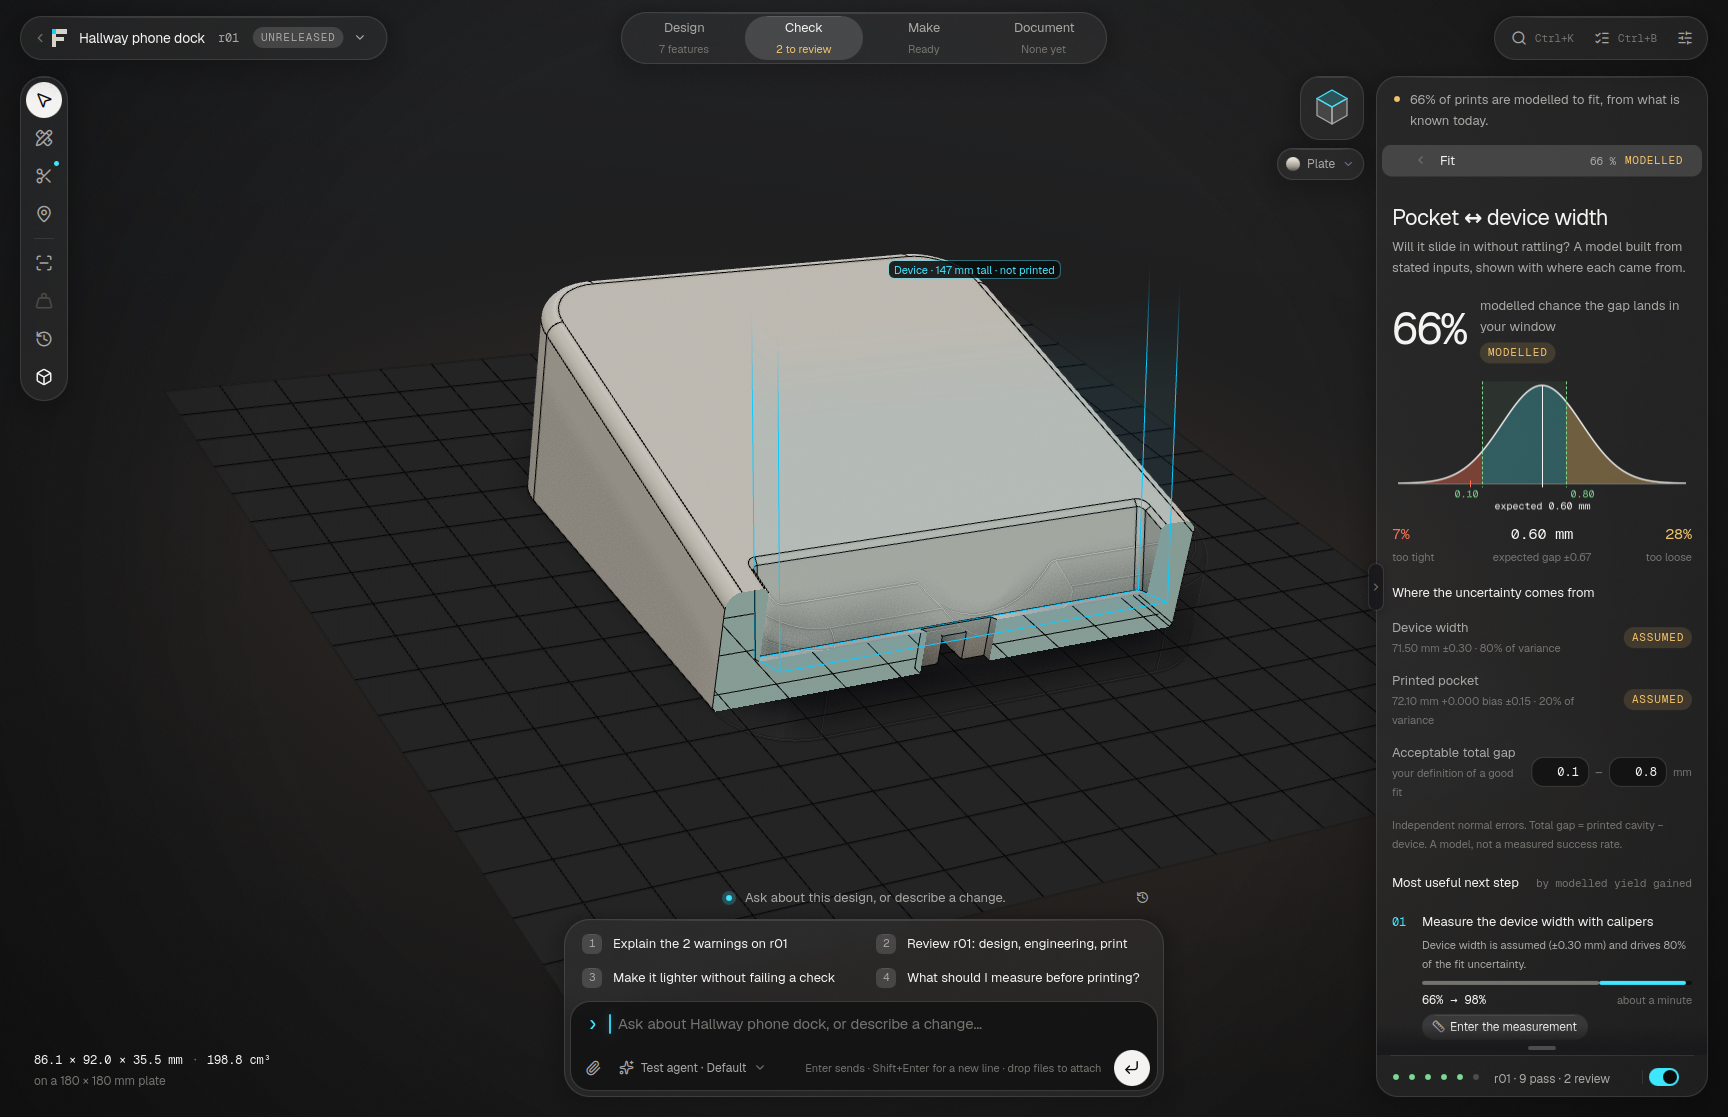 Hallway phone dock r01 UNRELEASED
Design
7 features
Check
2 to review
Make
Ready
Document
None yet
Ctrl+K
Ctrl+B
Plate
Device · 147 mm tall · not printed
66% of prints are modelled to fit, from what is
known today.
Fit 66 % MODELLED
Pocket ↔ device width
Will it slide in without rattling? A model built from
stated inputs, shown with where each came from.
66%
modelled chance the gap lands in
your window
MODELLED
0.10 0.80
expected 0.60 mm
7% 0.60 mm 28%
too tight expected gap ±0.67 too loose
Where the uncertainty comes from
Device width
71.50 mm ±0.30 · 80% of variance
ASSUMED
Printed pocket
72.10 mm +0.000 bias ±0.15 · 20% of
variance
ASSUMED
Acceptable total gap
your definition of a good
fit
0.1 – 0.8 mm
Independent normal errors. Total gap = printed cavity −
device. A model, not a measured success rate.
Most useful next step by modelled yield gained
01 Measure the device width with calipers
Device width is assumed (±0.30 mm) and drives 80%
of the fit uncertainty.
66% → 98% about a minute
Enter the measurement
r01 · 9 pass · 2 review
Ask about this design, or describe a change.
1 Explain the 2 warnings on r01
2 Review r01: design, engineering, print
3 Make it lighter without failing a check
4 What should I measure before printing?
Ask about Hallway phone dock, or describe a change…
Test agent · Default
Enter sends · Shift+Enter for a new line · drop files to attach
86.1 × 92.0 × 35.5 mm · 198.8 cm³
on a 180 × 180 mm plate